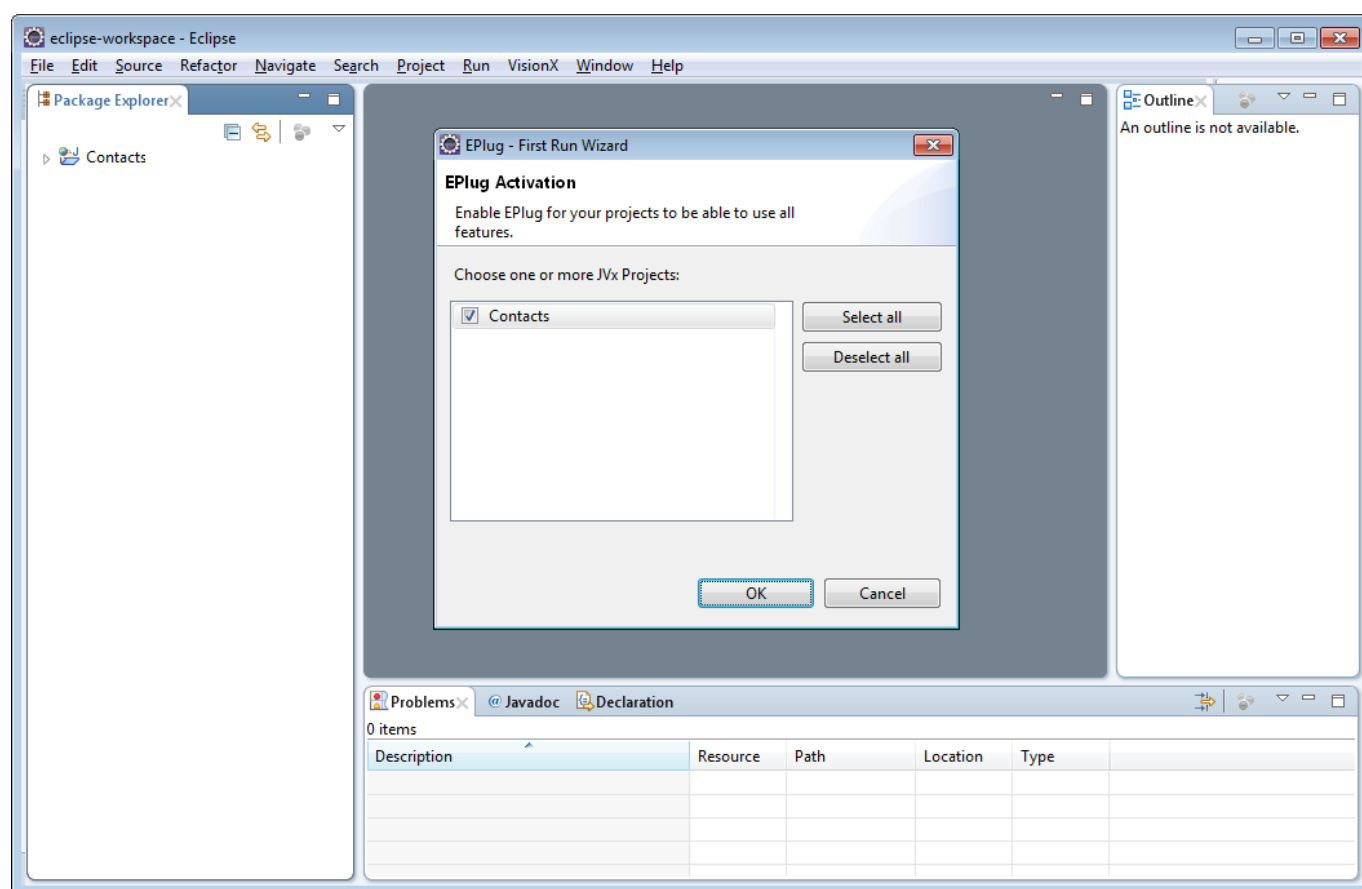 eclipse-workspace - Eclipse
File Edit Source Refactor Navigate Search Project Run VisionX Window Help
Package Explorer
Contacts
EPlug - First Run Wizard
EPlug Activation
Enable EPlug for your projects to be able to use all
features.
Choose one or more JVx Projects:
Contacts
Select all
Deselect all
OK Cancel
Outline
An outline is not available.
Problems @ Javadoc Declaration
0 items
Description Resource Path Location Type